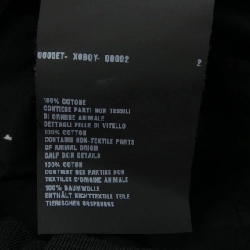 2
100% COTONE
CONTIENE PARTI NON TESSILI
DI ORIGINE ANIMALE
DETTAGLI PELLE DI VITELLO
100% COTTON
CONTAINS NON-TEXTILE PARTS
OF ANIMAL ORIGIN
CALF SKIN DETAILS
100% COTON
CONTIENT DES PARTIES NON
TEXTILES D'ORIGINE ANIMALE
100% BAUMWOLLE
ENTHÄLT NICHTTEXTILE TEILE
TIERISCHEN URSPRUNGS